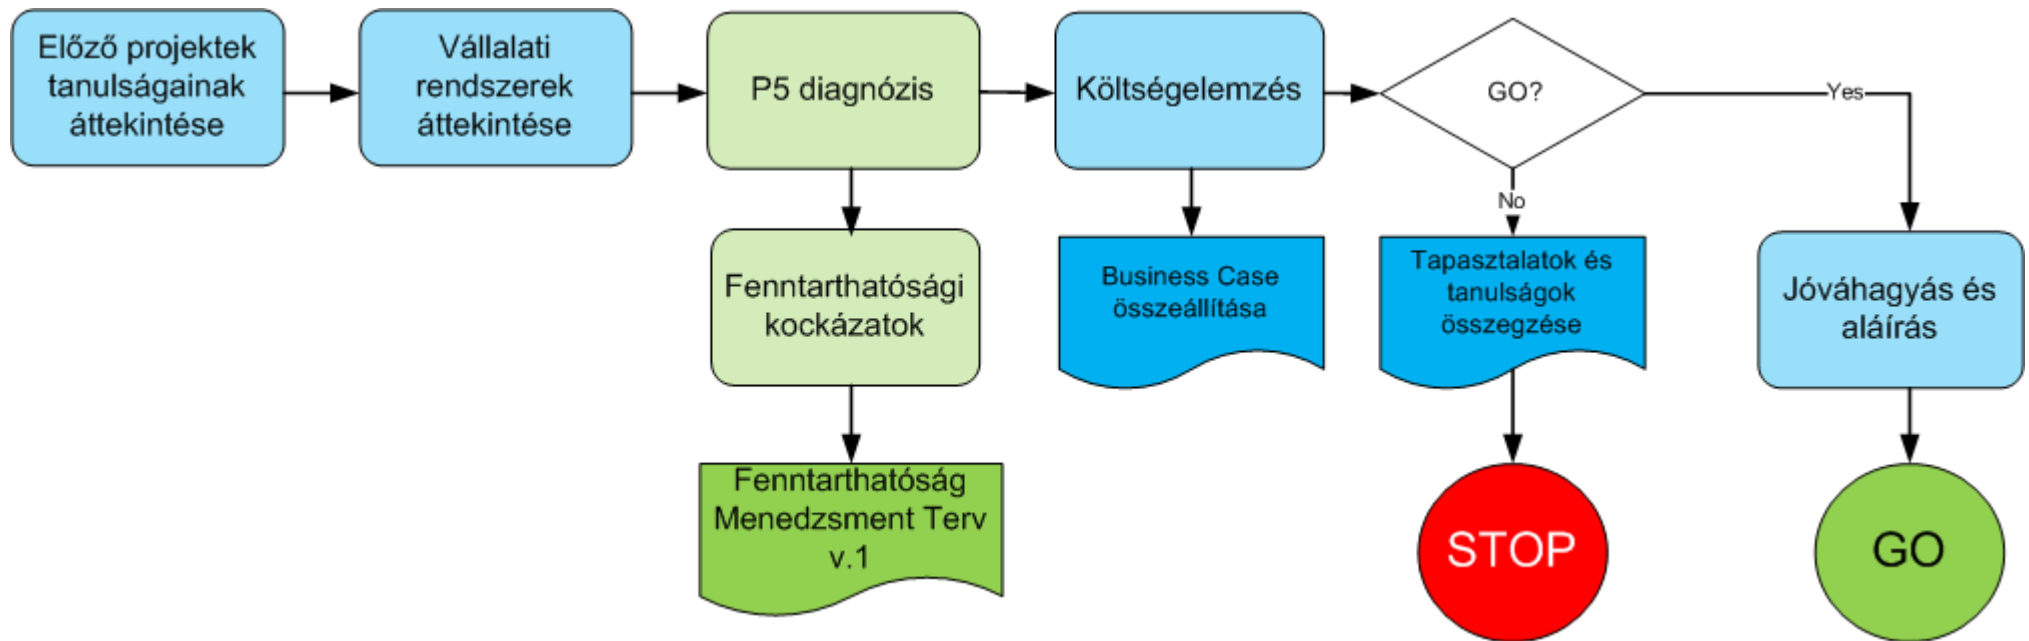 Előző projektek
tanulságainak
áttekintése
Vállalati
rendszerek
áttekintése
P5 diagnózis
Költségelemzés
GO?
Yes
No
Fenntarthatósági
kockázatok
Business Case
összeállítása
Tapasztalatok és
tanulságok
összegzése
Jóváhagyás és
aláírás
Fenntarthatóság
Menedzsment Terv
v.1
STOP
GO